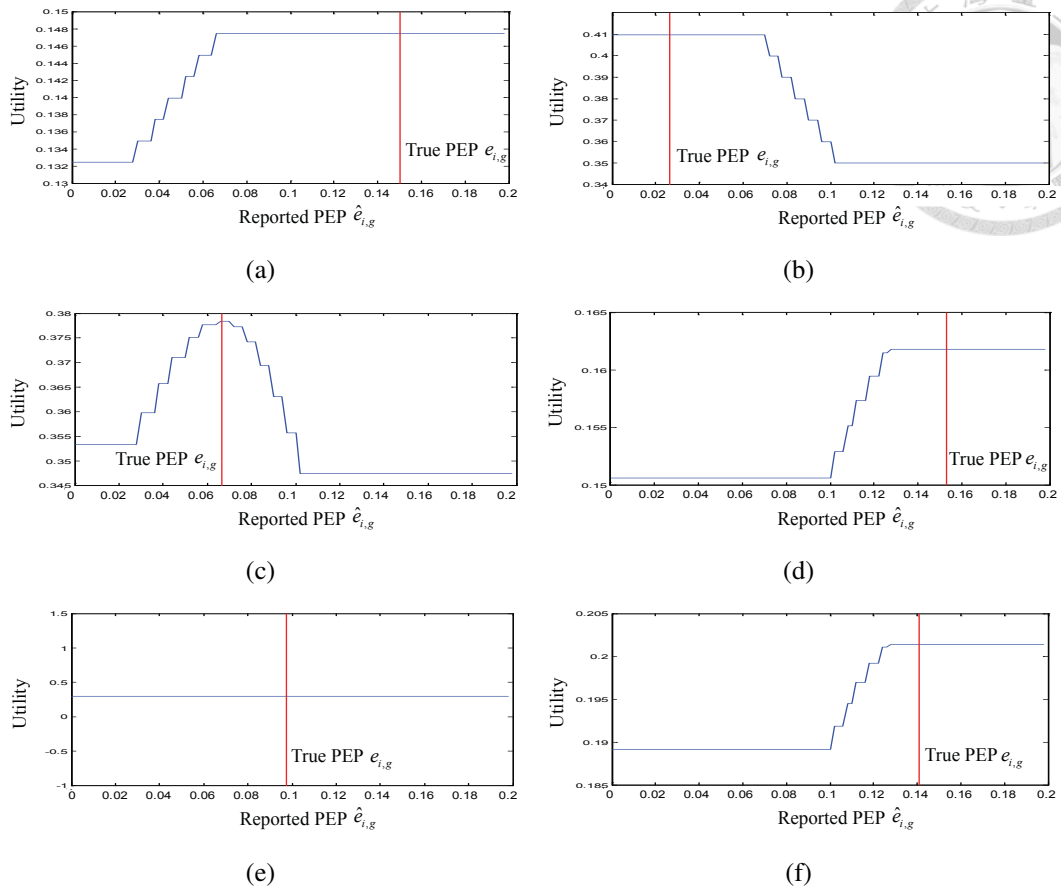 0.15
0.148
0.146
0.144
0.142
0.14
0.138
0.136
0.134
0.132
0.13
Utility
True PEP e_{i,g}
0 0.02 0.04 0.06 0.08 0.10 0.12 0.14 0.16 0.18 0.2
Reported PEP ê_{i,g}
(a)
0.41
0.4
0.39
0.38
0.37
0.36
0.35
0.34
Utility
True PEP e_{i,g}
0 0.02 0.04 0.06 0.08 0.1 0.12 0.14 0.16 0.18 0.2
Reported PEP ê_{i,g}
(b)
0.38
0.375
0.37
0.365
0.36
0.355
0.35
0.345
Utility
True PEP e_{i,g}
0 0.02 0.04 0.06 0.08 0.1 0.12 0.14 0.16 0.18 0.2
Reported PEP ê_{i,g}
(c)
0.165
0.16
0.155
0.15
Utility
True PEP e_{i,g}
0 0.02 0.04 0.06 0.08 0.1 0.12 0.14 0.16 0.18 0.2
Reported PEP ê_{i,g}
(d)
1.5
1
0.5
0
-0.5
-1
Utility
True PEP e_{i,g}
0 0.02 0.04 0.06 0.08 0.1 0.12 0.14 0.16 0.18 0.2
Reported PEP ê_{i,g}
(e)
0.205
0.2
0.195
0.19
0.185
Utility
True PEP e_{i,g}
0 0.02 0.04 0.06 0.08 0.1 0.12 0.14 0.16 0.18 0.2
Reported PEP ê_{i,g}
(f)